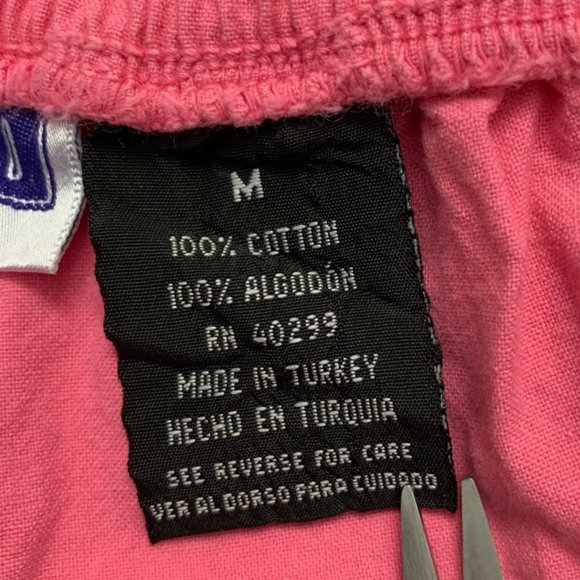 M
100% COTTON
100% ALGODÓN
RN 40299
MADE IN TURKEY
HECHO EN TURQUIA
SEE REVERSE FOR CARE
VER AL DORSO PARA CUIDADO